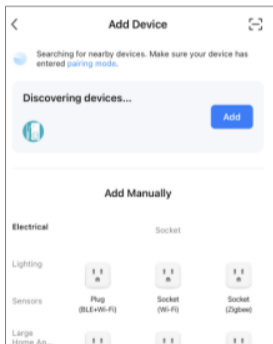 Add Device
Searching for nearby devices. Make sure your device has
entered pairing mode.
Discovering devices...
Add
Add Manually
Electrical
Socket
Lighting
Sensors
Plug
(BLE+Wi-Fi)
Socket
(Wi-Fi)
Socket
(Zigbee)
Large
Home An...